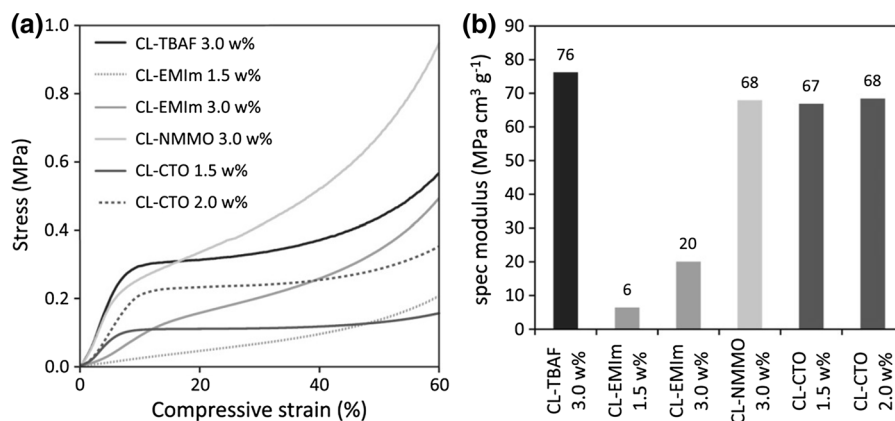 (a)
1.0
0.8
0.6
0.4
0.2
0.0
Stress (MPa)
CL-TBAF 3.0 w%
CL-EMIm 1.5 w%
CL-EMIm 3.0 w%
CL-NMMO 3.0 w%
CL-CTO 1.5 w%
CL-CTO 2.0 w%
0 20 40 60
Compressive strain (%)
(b)
90
80
70
60
50
40
30
20
10
0
spec modulus (MPa cm³ g⁻¹)
76
6
20
68
67
68
CL-TBAF
3.0 w%
CL-EMIm
1.5 w%
CL-EMIm
3.0 w%
CL-NMMO
3.0 w%
CL-CTO
1.5 w%
CL-CTO
2.0 w%